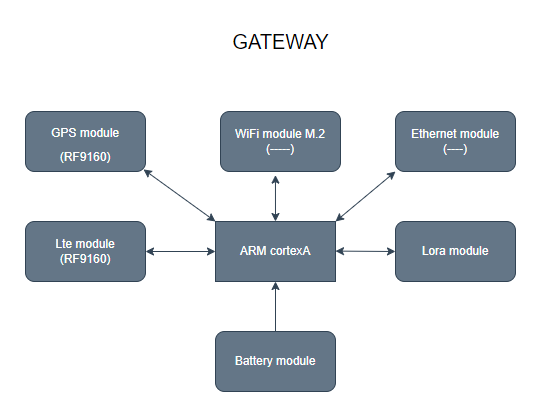 GATEWAY
GPS module
(RF9160)
WiFi module M.2
(-----)
Ethernet module
(----)
Lte module
(RF9160)
ARM cortexA
Lora module
Battery module